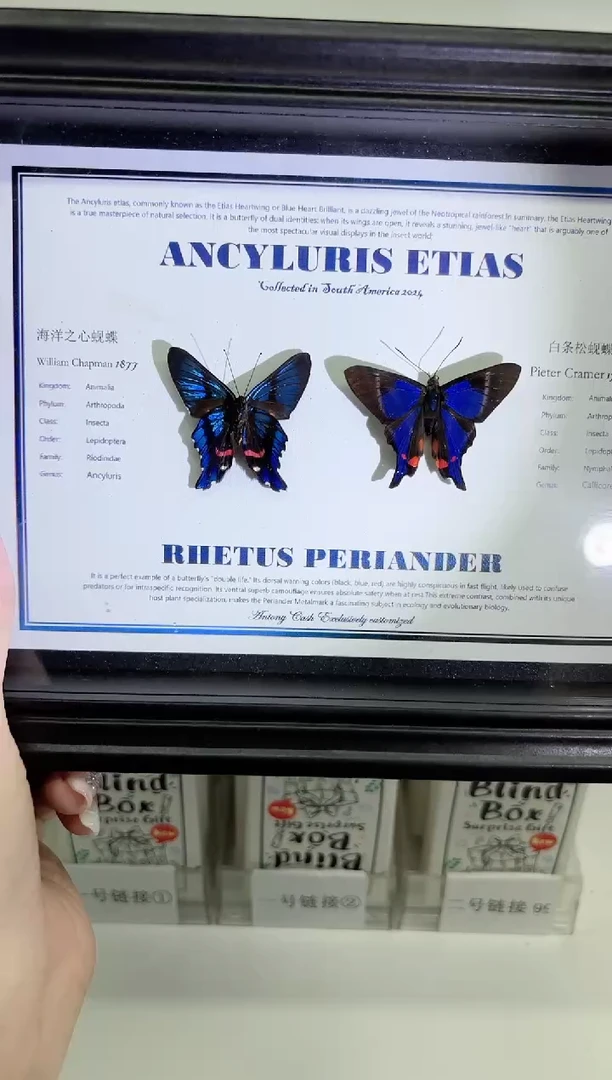 The Ancyluris etias, commonly known as the Etias Heartwing or Blue Heart Brilliant, is a dazzling jewel of the Neotropical rainforest.In summary, the Etias Heartwing
is a true masterpiece of natural selection. It is a butterfly of dual identities: when its wings are open, it reveals a stunning, jewel-like "heart" that is arguably one of
the most spectacular visual displays in the insect world.
ANCYLURIS ETIAS
Collected in South America 2024
海洋之心蚬蝶
William Chapman 1877
Kingdom: Animalia
Phylum: Arthropoda
Class: Insecta
Order: Lepidoptera
Family: Riodinidae
Genus: Ancyluris
白条松蚬蝶
Pieter Cramer
Kingdom: Animal
Phylum: Arthrop
Class: Insecta
Order: Lepidop
Family: Nymphal
Genus:
RHETUS PERIANDER
It is a perfect example of a butterfly's "double life." Its dorsal warning colors (black, blue, red) are highly conspicuous in fast flight, likely used to confuse
predators or for intraspecific recognition. Its ventral superb camouflage ensures absolute safety when at rest.This extreme contrast, combined with its unique
host plant specialization, makes the Periander Metalmark a fascinating subject in ecology and evolutionary biology.
Antong Cash Exclusively customized
lind
Box
rprise Gift
一号链接①
Blind
Box
Surprise Gift
一号链接②
Blind
Box
Surprise Gift
二号链接